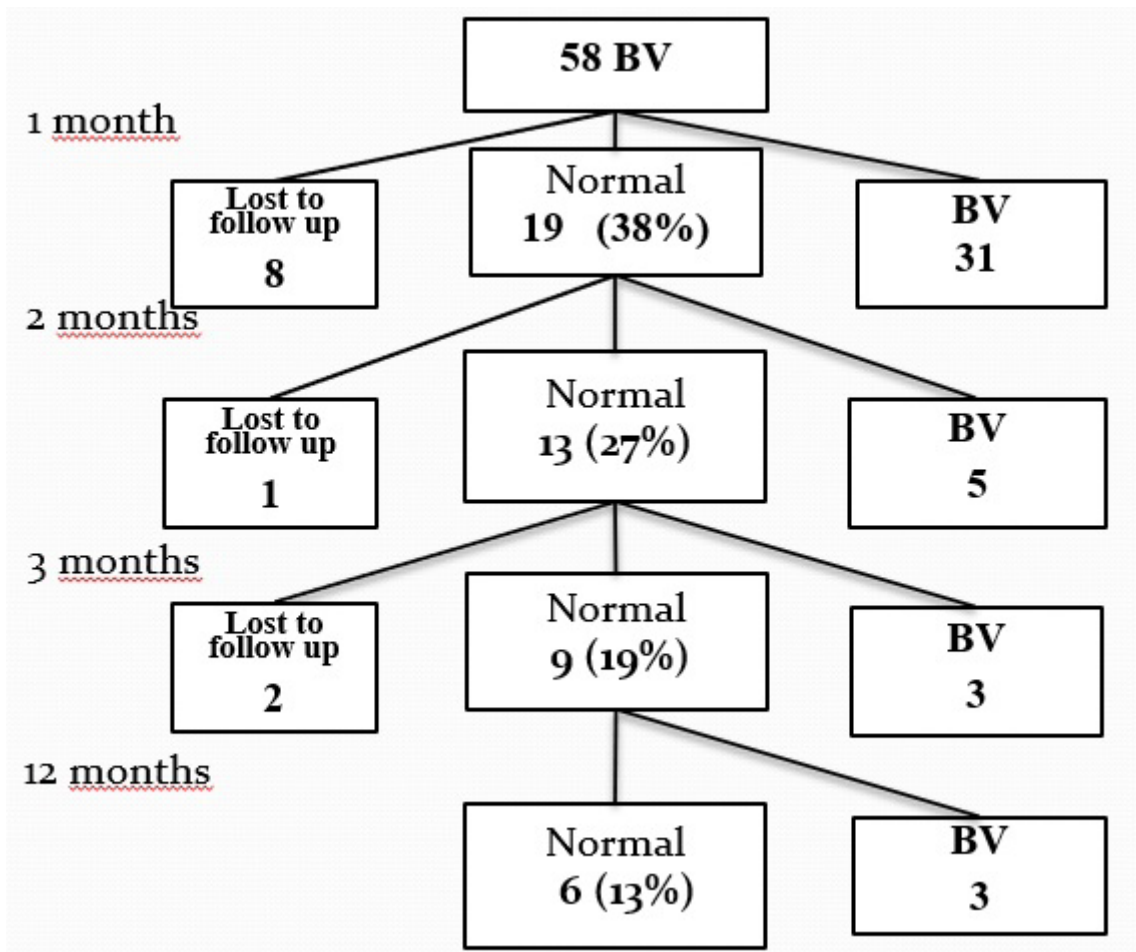 58 BV
1 month
Lost to
follow up
8
Normal
19 (38%)
BV
31
2 months
Lost to
follow up
1
Normal
13 (27%)
BV
5
3 months
Lost to
follow up
2
Normal
9 (19%)
BV
3
12 months
Normal
6 (13%)
BV
3